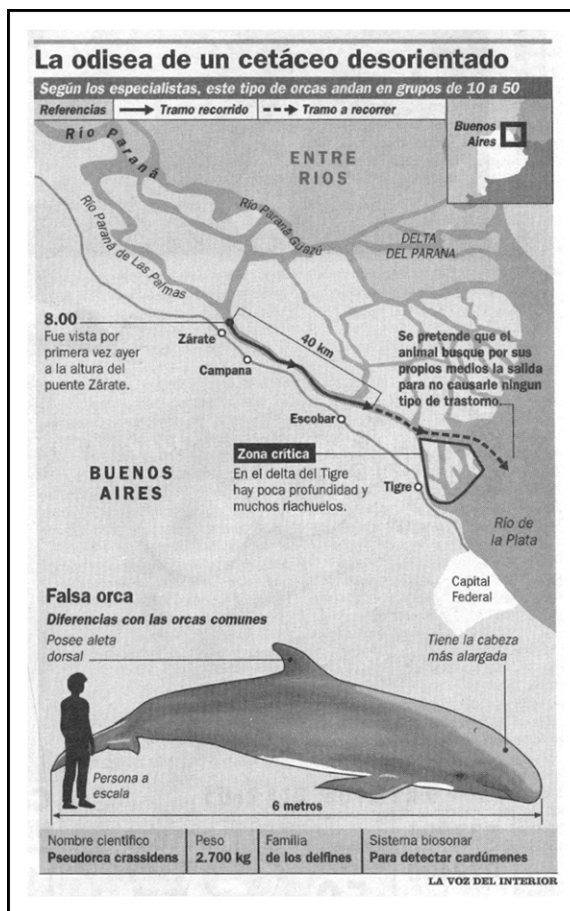 La odisea de un cetáceo desorientado
Según los especialistas, este tipo de orcas andan en grupos de 10 a 50
Referencias
Tramo recorrido
Tramo a recorrer
Buenos
Aires
Río Paraná
ENTRE
RIOS
Río Paraná Guazú
Río Paraná de Las Palmas
DELTA
DEL PARANA
8.00
Fue vista por
primera vez ayer
a la altura del
puente Zárate.
Zárate
Campana
40 km
Escobar
Se pretende que el
animal busque por sus
propios medios la salida
para no causarle ningun
tipo de trastorno.
Zona crítica
En el delta del Tigre
hay poca profundidad y
muchos riachuelos.
BUENOS
AIRES
Tigre
Río de
la Plata
Capital
Federal
Falsa orca
Diferencias con las orcas comunes
Posee aleta
dorsal
Tiene la cabeza
más alargada
Persona a
escala
6 metros
Nombre científico
Pseudorca crassidens
Peso
2.700 kg
Familia
de los delfines
Sistema biosonar
Para detectar cardúmenes
LA VOZ DEL INTERIOR